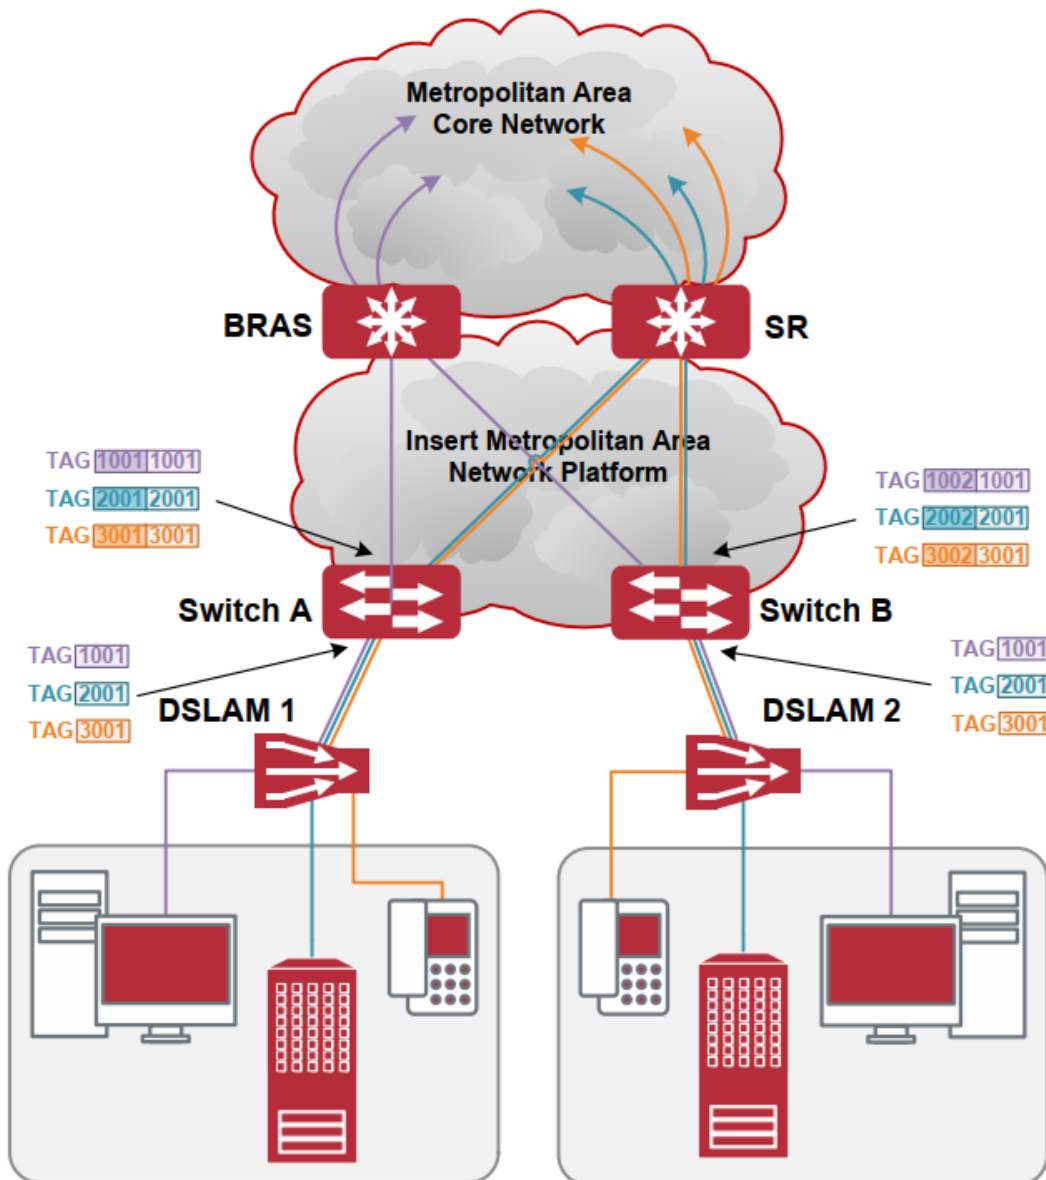 Metropolitan Area
Core Network
BRAS
SR
Insert Metropolitan Area
Network Platform
TAG 1001 1001
TAG 2001 2001
TAG 3001 3001
TAG 1002 1001
TAG 2002 2001
TAG 3002 3001
Switch A
Switch B
TAG 1001
TAG 2001
TAG 3001
TAG 1001
TAG 2001
TAG 3001
DSLAM 1
DSLAM 2